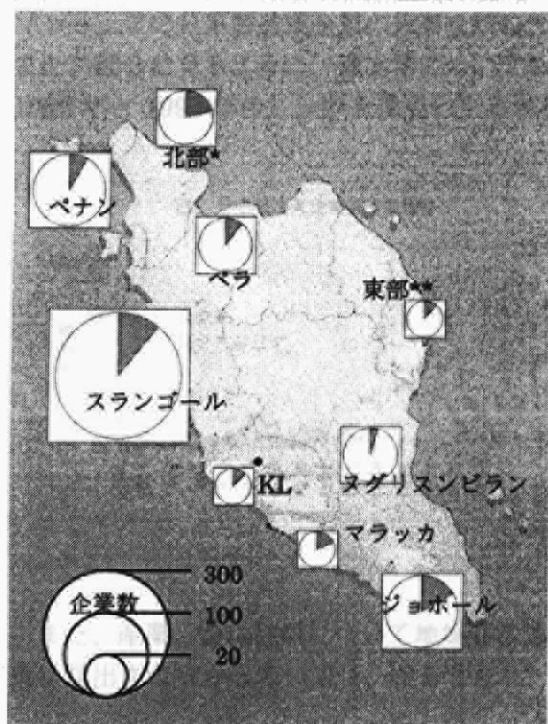 北部*
ペナン
ペラ
東部**
スランゴール
KL
ヌグリスンビラン
マラッカ
ジョホール
企業数
300
100
20